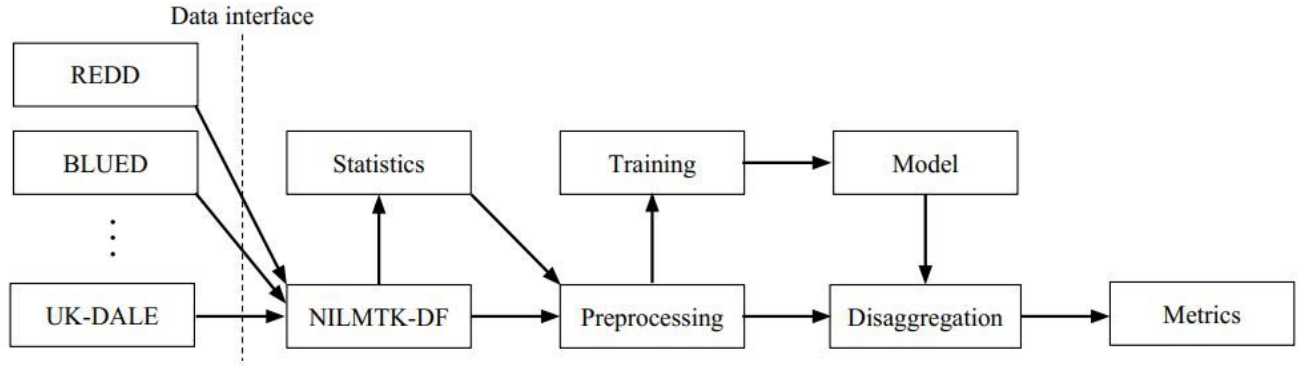 Data interface
REDD
BLUED
Statistics
Training
Model
UK-DALE
NILMTK-DF
Preprocessing
Disaggregation
Metrics